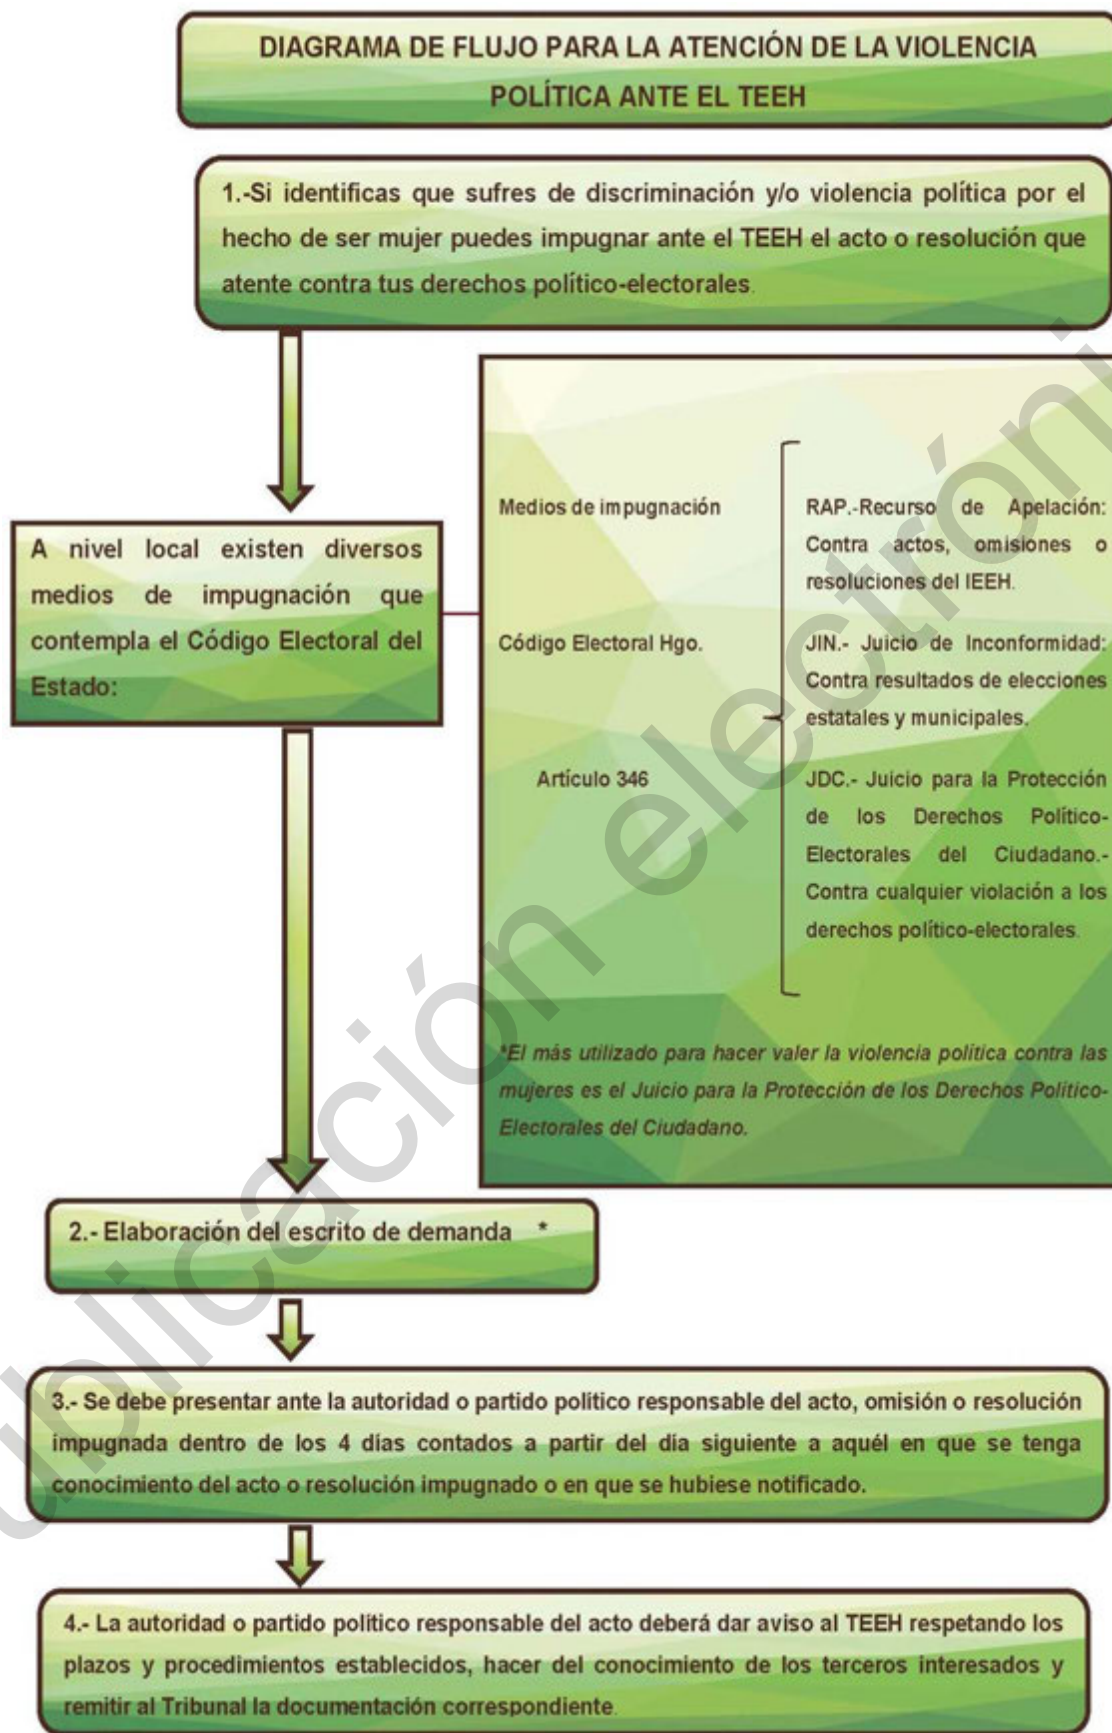 DIAGRAMA DE FLUJO PARA LA ATENCIÓN DE LA VIOLENCIA
POLÍTICA ANTE EL TEEH
1.-Si identificas que sufres de discriminación y/o violencia política por el
hecho de ser mujer puedes impugnar ante el TEEH el acto o resolución que
atente contra tus derechos político-electorales.
A nivel local existen diversos
medios de impugnación que
contempla el Código Electoral del
Estado:
Medios de impugnación
Código Electoral Hgo.
Artículo 346
RAP.-Recurso de Apelación:
Contra actos, omisiones o
resoluciones del IEEH.
JIN.- Juicio de Inconformidad:
Contra resultados de elecciones
estatales y municipales.
JDC.- Juicio para la Protección
de los Derechos Político-
Electorales del Ciudadano.-
Contra cualquier violación a los
derechos político-electorales.
*El más utilizado para hacer valer la violencia política contra las
mujeres es el Juicio para la Protección de los Derechos Político-
Electorales del Ciudadano.
2.- Elaboración del escrito de demanda *
3.- Se debe presentar ante la autoridad o partido político responsable del acto, omisión o resolución
impugnada dentro de los 4 días contados a partir del día siguiente a aquél en que se tenga
conocimiento del acto o resolución impugnado o en que se hubiese notificado.
4.- La autoridad o partido político responsable del acto deberá dar aviso al TEEH respetando los
plazos y procedimientos establecidos, hacer del conocimiento de los terceros interesados y
remitir al Tribunal la documentación correspondiente.
ublicación electróni